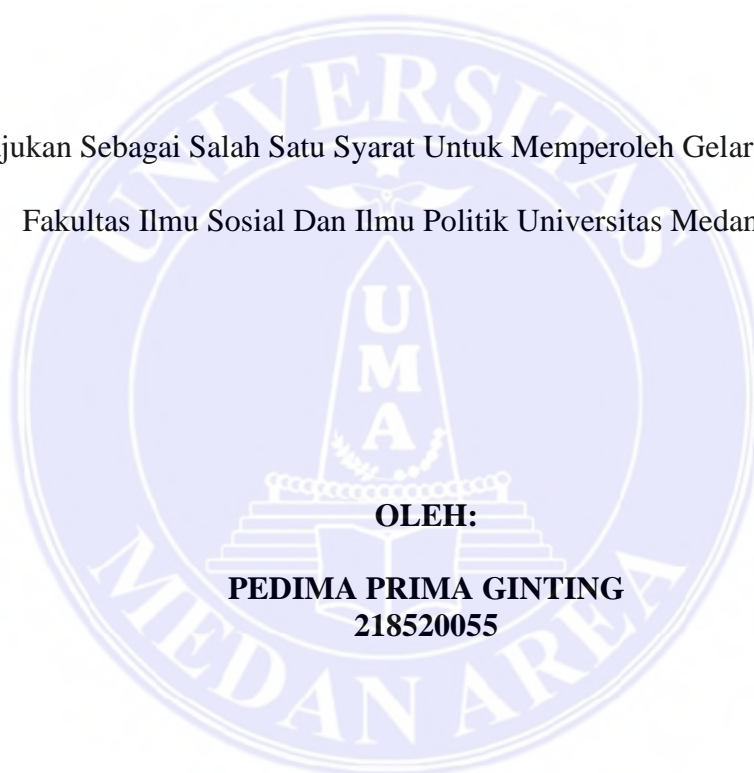 jukan Sebagai Salah Satu Syarat Untuk Memperoleh Gelar
Fakultas Ilmu Sosial Dan Ilmu Politik Universitas Medan
UNIVERSITAS
UMA
OLEH:
PEDIMA PRIMA GINTING
218520055
MEDAN AREA